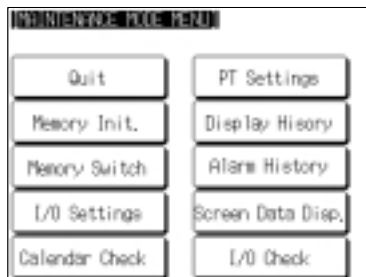 [MAINTENANCE MODE MENU]
Quit
PT Settings
Memory Init.
Display Hisory
Memory Switch
Alarm History
I/O Settings
Screen Data Disp.
Calendar Check
I/O Check